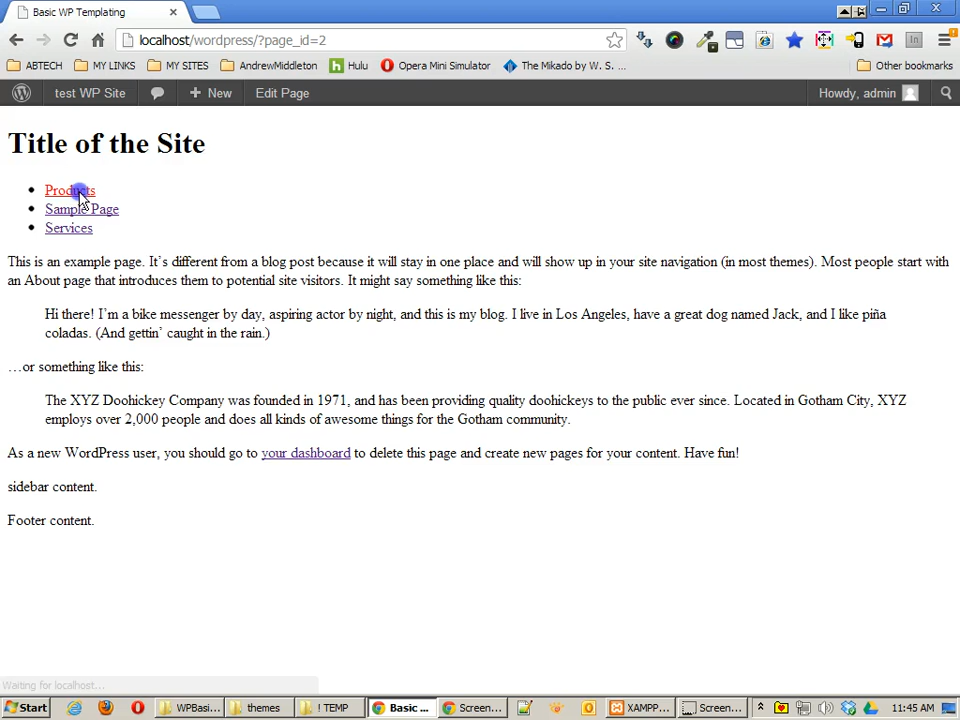 Basic WP Templating
localhost/wordpress/?page_id=2
ABTECH MY LINKS MY SITES AndrewMiddleton Hulu Opera Mini Simulator The Mikado by W. S. ... Other bookmarks
test WP Site New Edit Page Howdy, admin
Title of the Site
Products
Sample Page
Services
This is an example page. It’s different from a blog post because it will stay in one place and will show up in your site navigation (in most themes). Most people start with
an About page that introduces them to potential site visitors. It might say something like this:
Hi there! I’m a bike messenger by day, aspiring actor by night, and this is my blog. I live in Los Angeles, have a great dog named Jack, and I like piña
coladas. (And gettin’ caught in the rain.)
…or something like this:
The XYZ Doohickey Company was founded in 1971, and has been providing quality doohickeys to the public ever since. Located in Gotham City, XYZ
employs over 2,000 people and does all kinds of awesome things for the Gotham community.
As a new WordPress user, you should go to your dashboard to delete this page and create new pages for your content. Have fun!
sidebar content.
Footer content.
Waiting for localhost...
Start WPBasi... themes ! TEMP Basic ... Screen... XAMPP... Screen... 11:45 AM